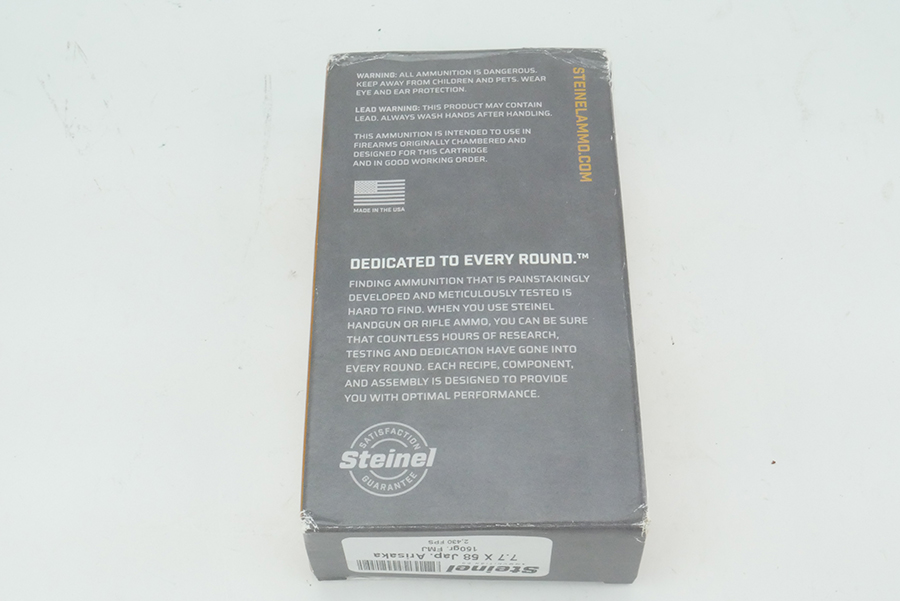 WARNING: ALL AMMUNITION IS DANGEROUS.
KEEP AWAY FROM CHILDREN AND PETS. WEAR
EYE AND EAR PROTECTION.
LEAD WARNING: THIS PRODUCT MAY CONTAIN
LEAD. ALWAYS WASH HANDS AFTER HANDLING.
THIS AMMUNITION IS INTENDED TO USE IN
FIREARMS ORIGINALLY CHAMBERED AND
DESIGNED FOR THIS CARTRIDGE
AND IN GOOD WORKING ORDER.
MADE IN THE USA
STEINELAMMO.COM
DEDICATED TO EVERY ROUND.™
FINDING AMMUNITION THAT IS PAINSTAKINGLY
DEVELOPED AND METICULOUSLY TESTED IS
HARD TO FIND. WHEN YOU USE STEINEL
HANDGUN OR RIFLE AMMO, YOU CAN BE SURE
THAT COUNTLESS HOURS OF RESEARCH,
TESTING AND DEDICATION HAVE GONE INTO
EVERY ROUND. EACH RECIPE, COMPONENT,
AND ASSEMBLY IS DESIGNED TO PROVIDE
YOU WITH OPTIMAL PERFORMANCE.
SATISFACTION
Steinel
GUARANTEE
Steinel
7.7 X 58 Jap. Arisaka
150gr. FMJ
2,430 FPS